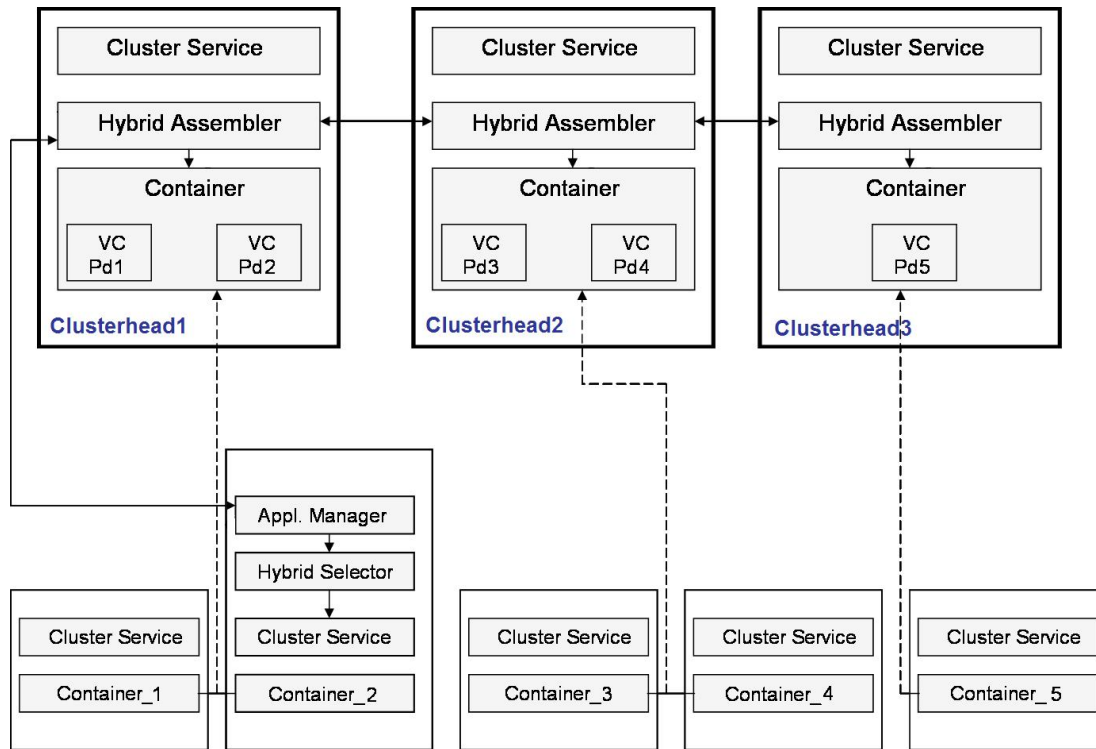 Cluster Service
Hybrid Assembler
Container
VC
Pd1
VC
Pd2
Clusterhead1
Cluster Service
Hybrid Assembler
Container
VC
Pd3
VC
Pd4
Clusterhead2
Cluster Service
Hybrid Assembler
Container
VC
Pd5
Clusterhead3
Cluster Service
Container_1
Appl. Manager
Hybrid Selector
Cluster Service
Container_2
Cluster Service
Container_3
Cluster Service
Container_4
Cluster Service
Container_5